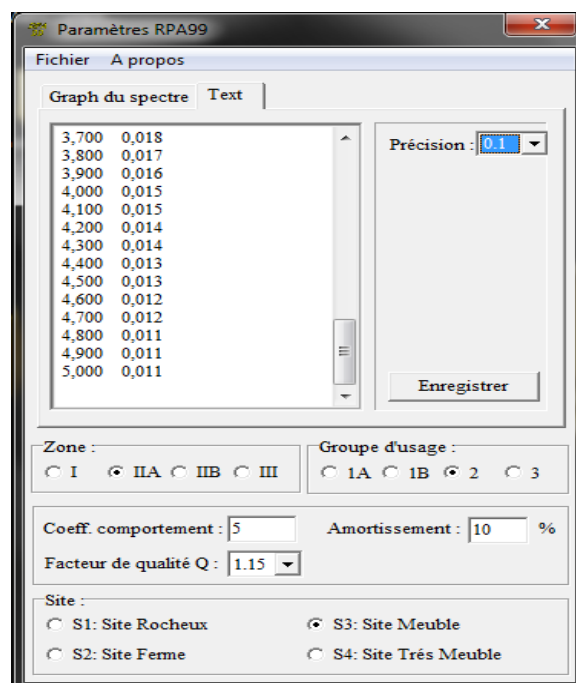 Paramètres RPA99
Fichier A propos
Graph du spectre Text
3,700 0,018
3,800 0,017
3,900 0,016
4,000 0,015
4,100 0,015
4,200 0,014
4,300 0,014
4,400 0,013
4,500 0,013
4,600 0,012
4,700 0,012
4,800 0,011
4,900 0,011
5,000 0,011
Précision : 0.1
Enregistrer
Zone :
I IIA IIB III
Groupe d'usage :
1A 1B 2 3
Coeff. comportement : 5 Amortissement : 10 %
Facteur de qualité Q : 1.15
Site :
S1: Site Rocheux S3: Site Meuble
S2: Site Ferme S4: Site Trés Meuble